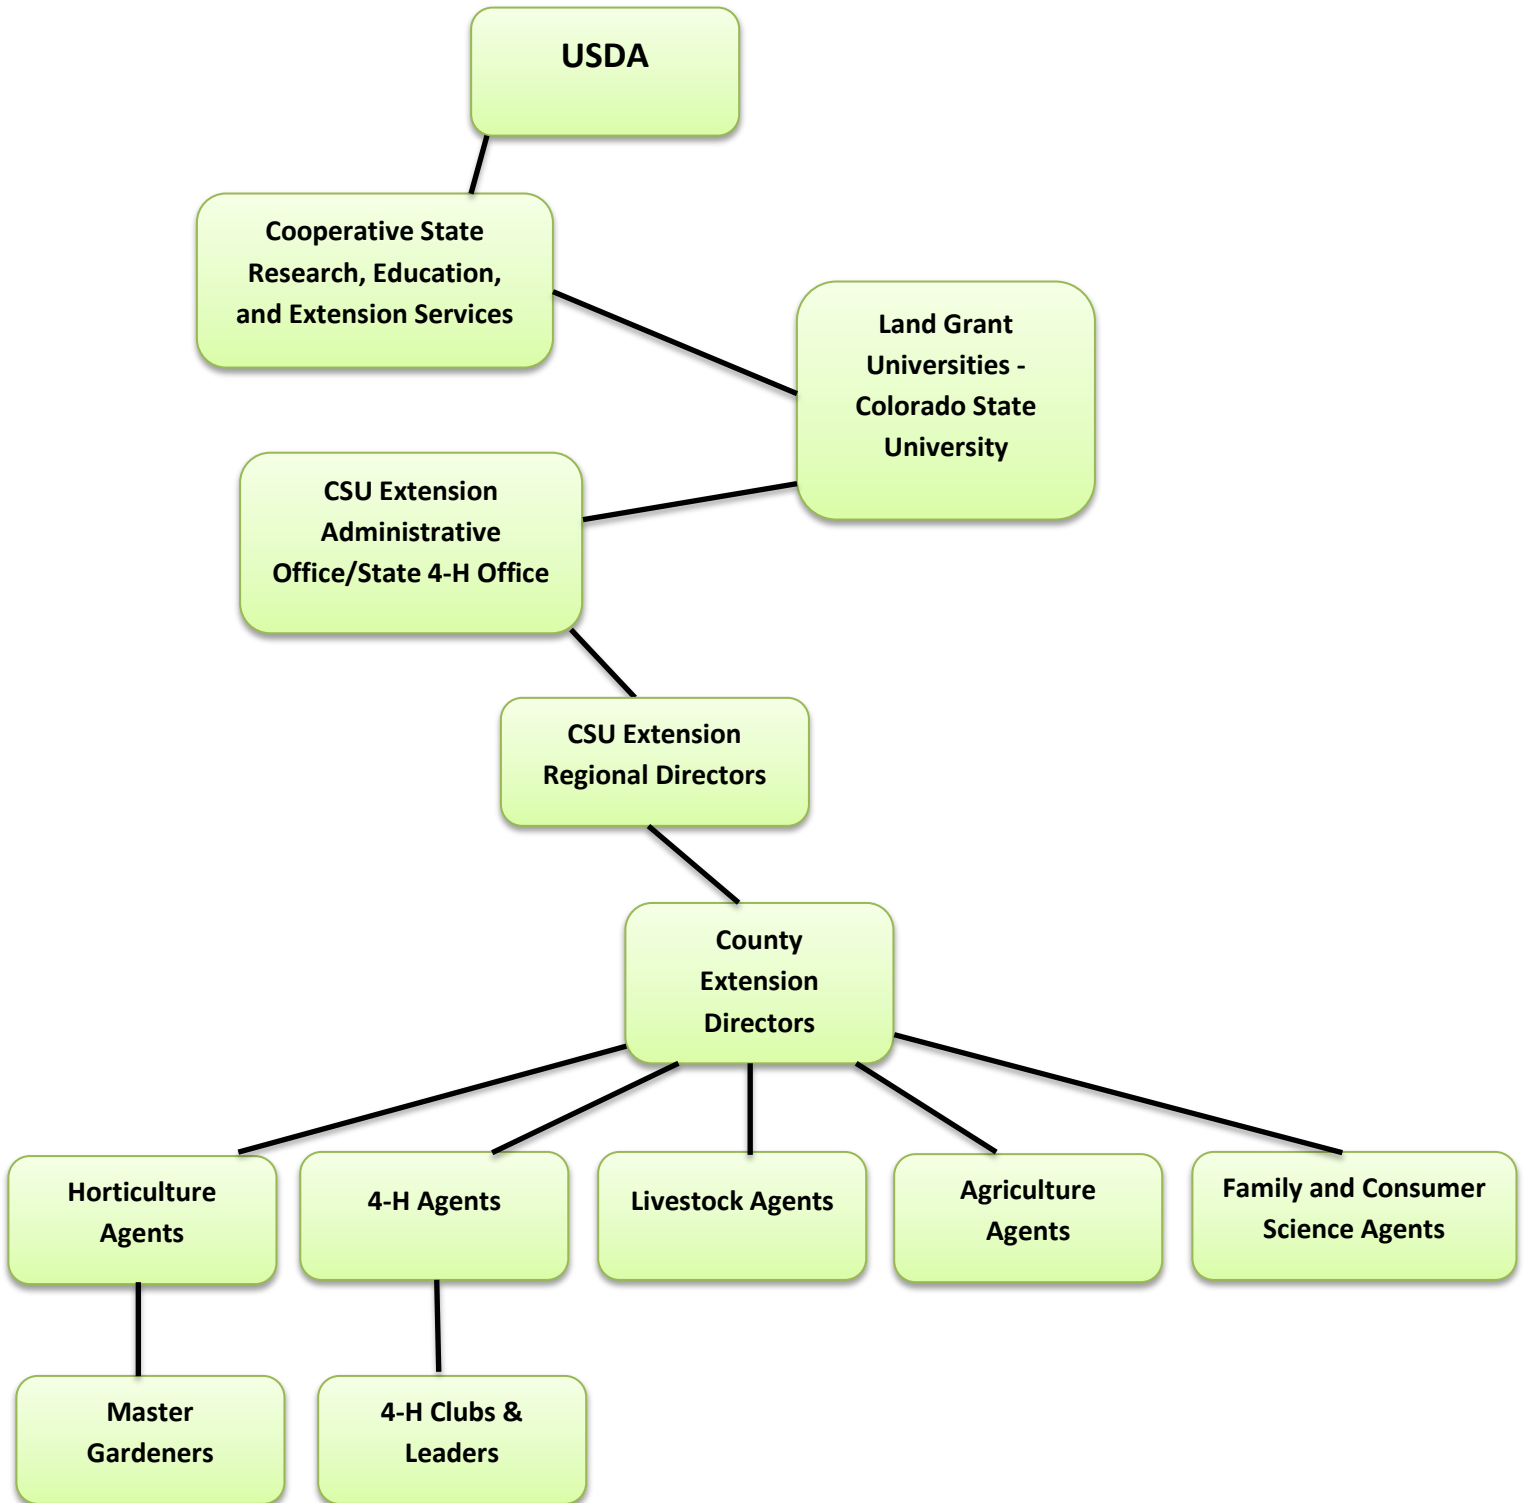 USDA
Cooperative State
Research, Education,
and Extension Services
Land Grant
Universities -
Colorado State
University
CSU Extension
Administrative
Office/State 4-H Office
CSU Extension
Regional Directors
County
Extension
Directors
Horticulture
Agents
4-H Agents
Livestock Agents
Agriculture
Agents
Family and Consumer
Science Agents
Master
Gardeners
4-H Clubs &
Leaders